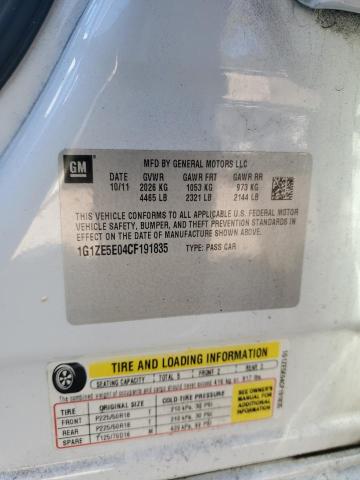 GM
MFD BY GENERAL MOTORS LLC
DATE GVWR GAWR FRT GAWR RR
10/11 2026 KG 1053 KG 973 KG
4465 LB 2321 LB 2144 LB
THIS VEHICLE CONFORMS TO ALL APPLICABLE U.S. FEDERAL MOTOR
VEHICLE SAFETY, BUMPER, AND THEFT PREVENTION STANDARDS
IN EFFECT ON THE DATE OF MANUFACTURE SHOWN ABOVE.
1G1ZE5E04CF191835 TYPE: PASS CAR
TIRE AND LOADING INFORMATION
SEATING CAPACITY TOTAL 5 FRONT 2 REAR 3
TIRE ORIGINAL SIZE COLD TIRE PRESSURE
FRONT P225/50R18
REAR P225/50R18
SPARE T125/70D16
SEE OWNER'S MANUAL FOR ADDITIONAL INFORMATION
1G1ZE5E04CF191835